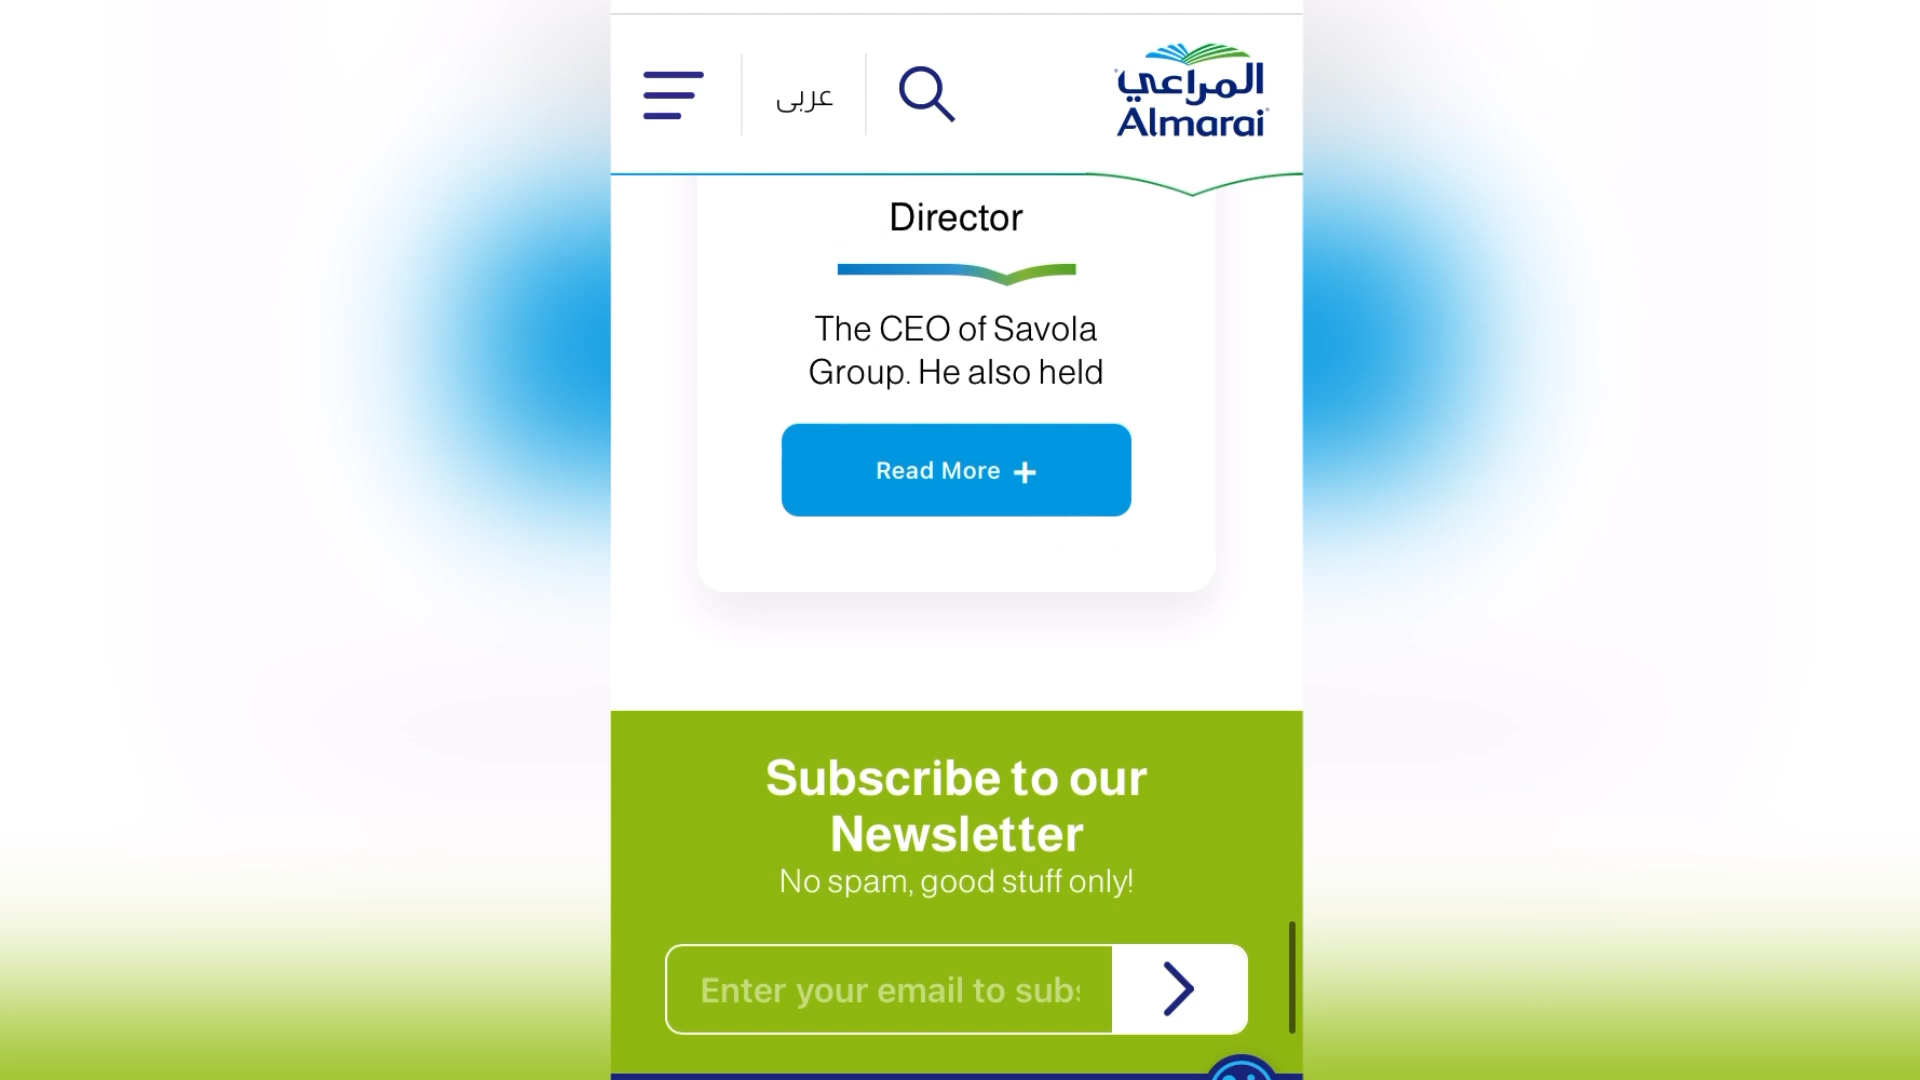 عربى
المراعي
Almarai
Director
The CEO of Savola
Group. He also held
Read More +
Subscribe to our
Newsletter
No spam, good stuff only!
Enter your email to subs